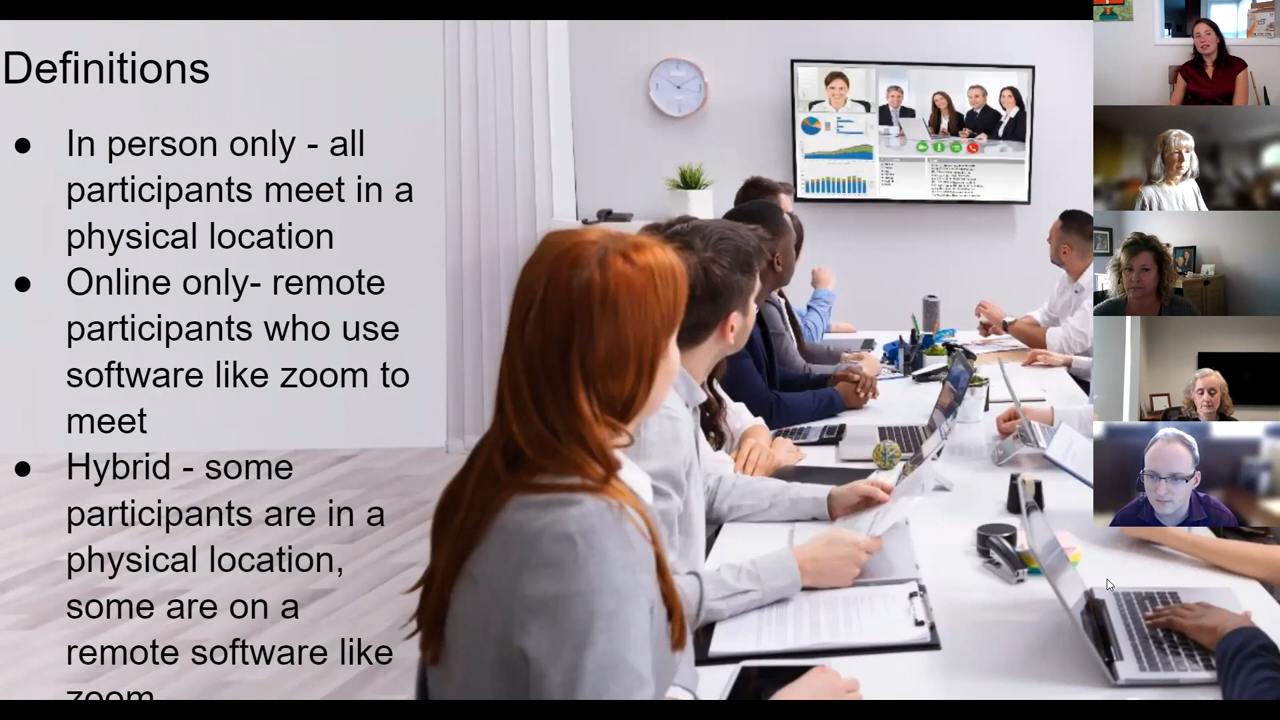 Definitions
● In person only - all
participants meet in a
physical location
● Online only- remote
participants who use
software like zoom to
meet
● Hybrid - some
participants are in a
physical location,
some are on a
remote software like
zoom